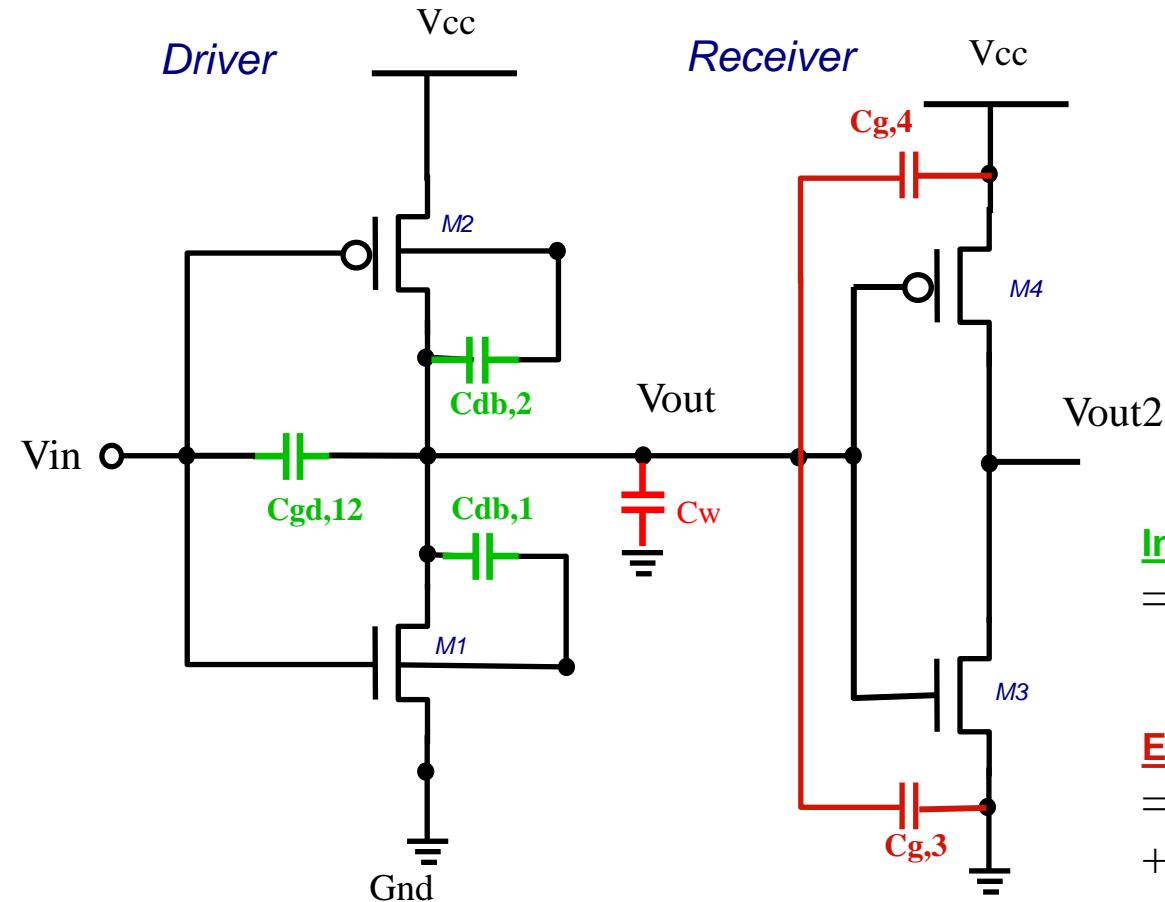 Driver
Vcc
Receiver
Vcc
Cg,4
M2
M4
Cdb,2
Vout
Vout2
Vin
Cgd,12
Cdb,1
Cw
M1
M3
Cg,3
Gnd
=
E
=
+